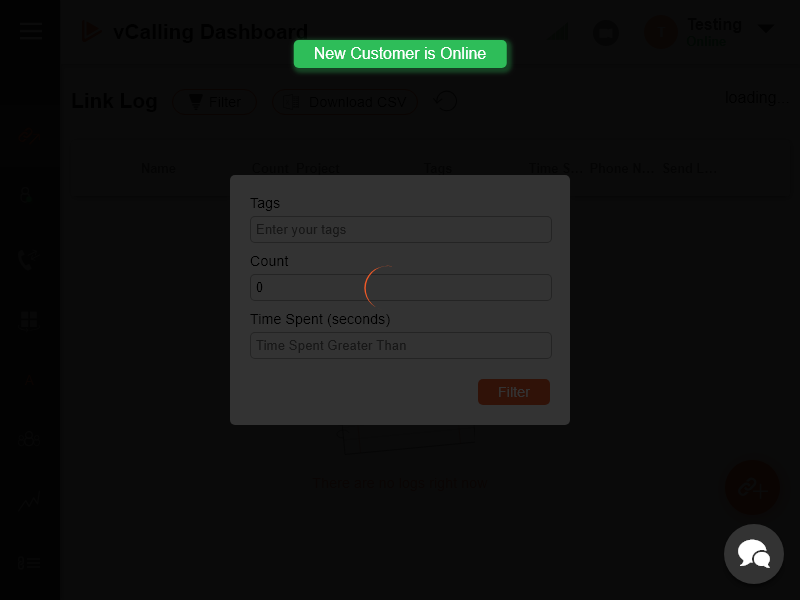 vCalling Dashboard
Testing
Online
New Customer is Online
Link Log
Filter
Download CSV
loading..
Name
Count
Project
Tags
Time S...
Phone N...
Send L...
Tags
Enter your tags
Count
0
Time Spent (seconds)
Time Spent Greater Than
Filter